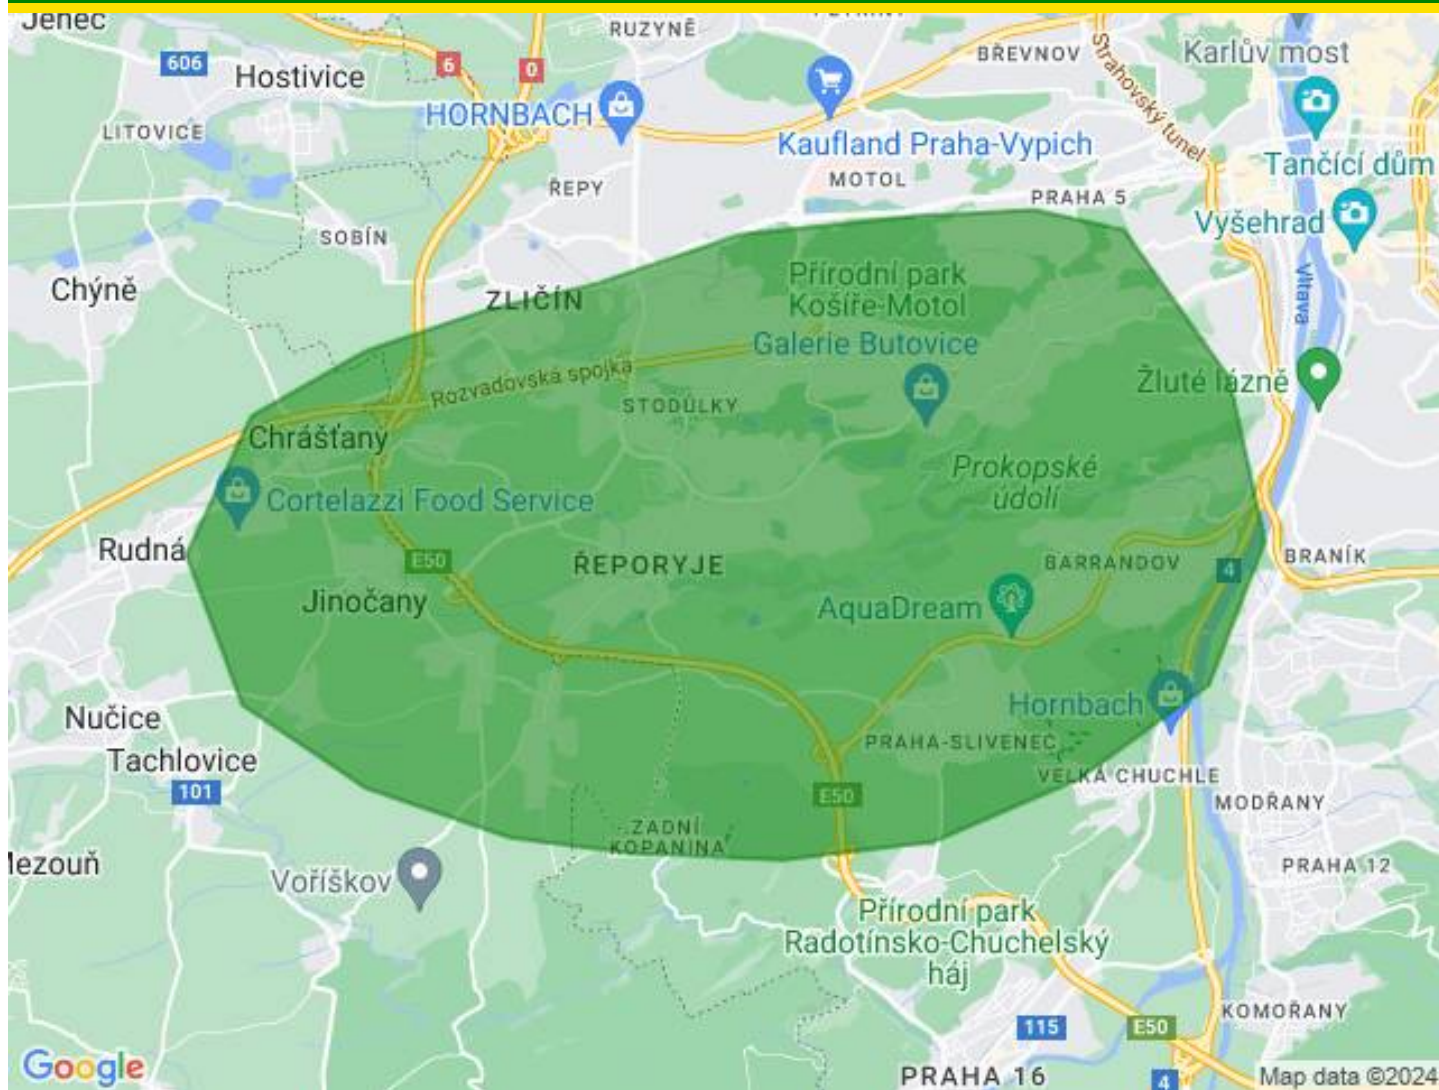 Jeneč
RUZYNĚ
BŘEVNOV
Karlův most
Strahovský tunel
606
Hostivice
6
0
HORNBACH
LITOVICE
Kaufland Praha-Vypich
Tančící dům
MOTOL
ŘEPY
PRAHA 5
Vyšehrad
SOBÍN
Chýně
ZLIČÍN
Přírodní park
Košíře-Motol
Vltava
Galerie Butovice
Rozvadovská spojka
Žluté lázně
STODŮLKY
Chrášťany
Prokopské
údolí
Cortelazzi Food Service
Rudná
E50
ŘEPORYJE
BARRANDOV
4
BRANÍK
Jinočany
AquaDream
Nučice
Hornbach
Tachlovice
PRAHA-SLIVENEC
VELKÁ CHUCHLE
101
E50
MODŘANY
ZADNÍ
KOPANINA
Voříškov
PRAHA 12
Přírodní park
Radotínsko-Chuchelský
háj
KOMOŘANY
115
E50
Google
PRAHA 16
4
Map data ©2024